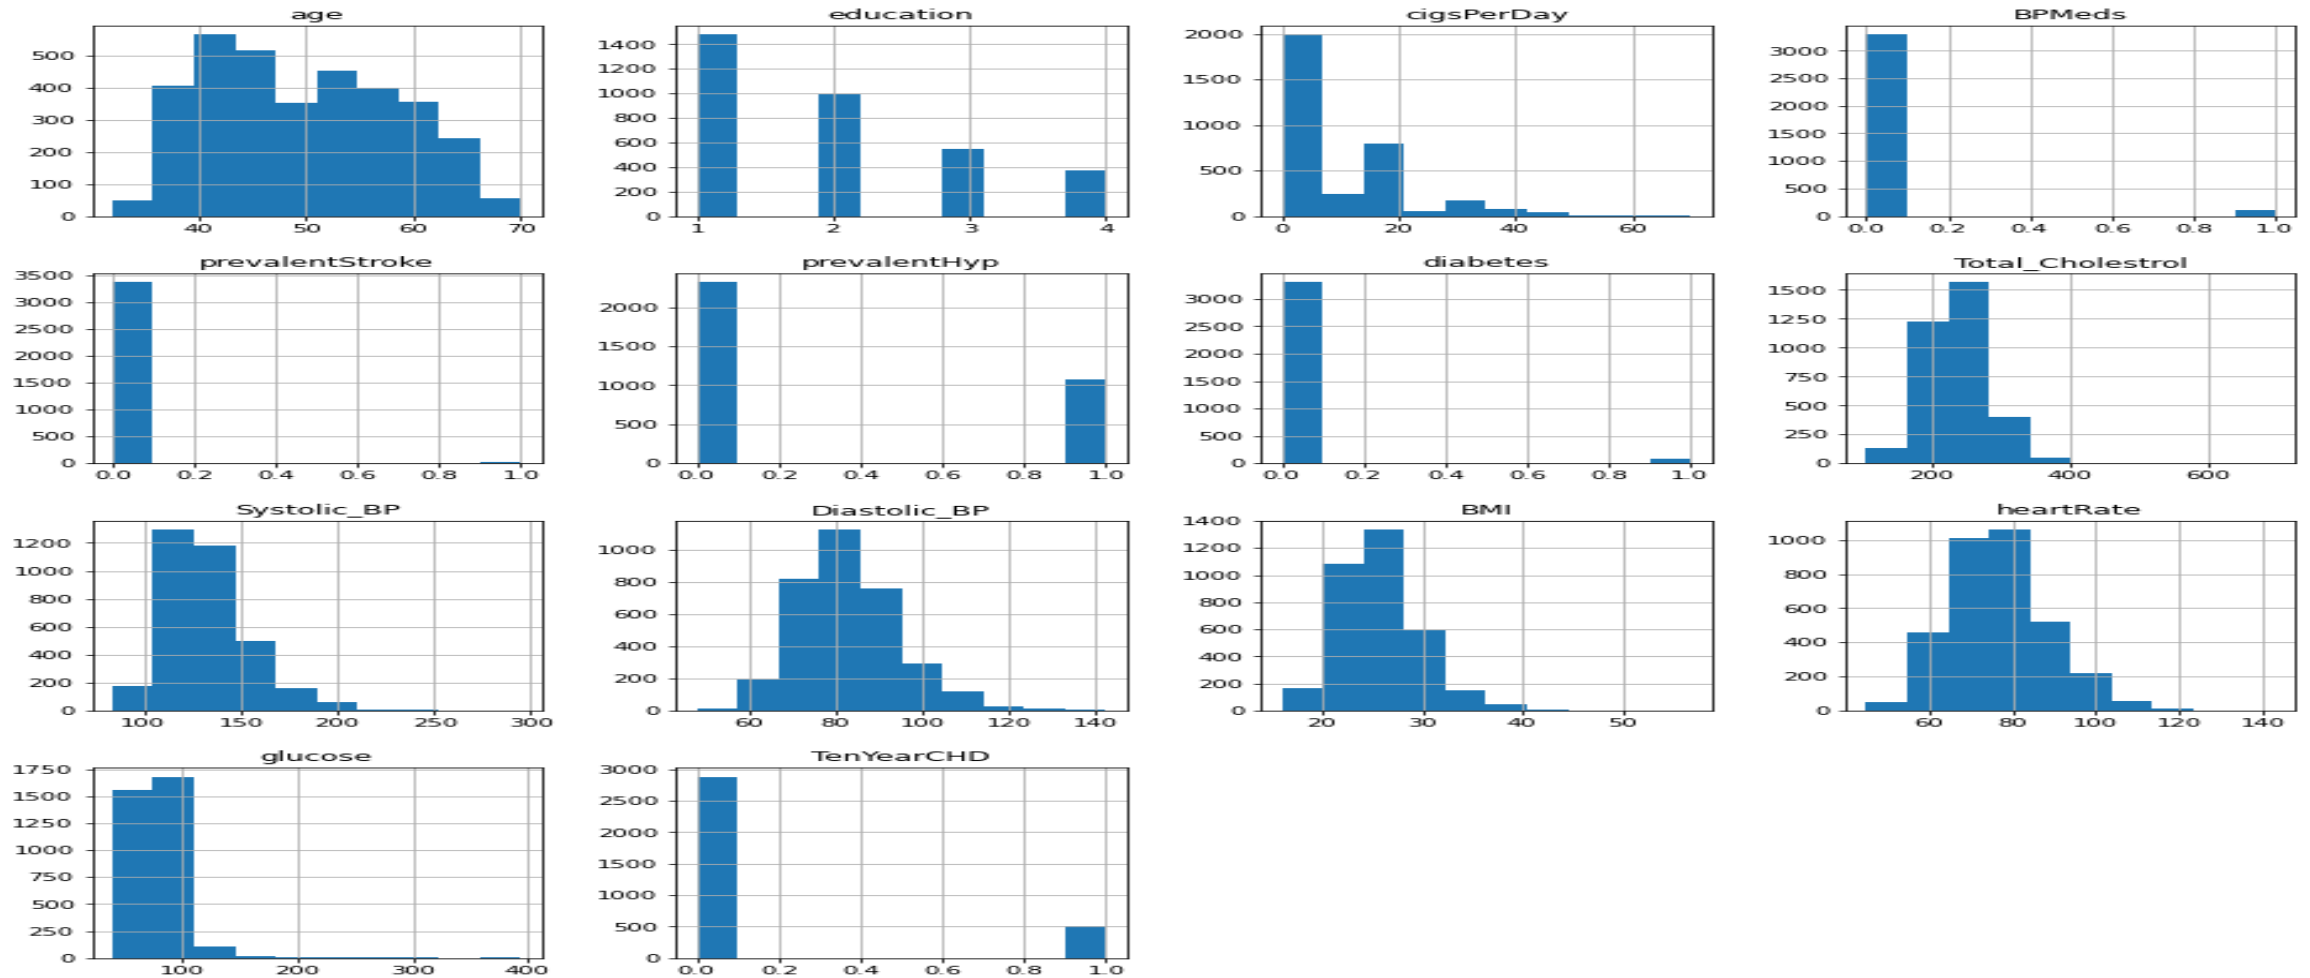 age education cigsPerDay BPMeds
500 1400 2000 3000
400 1200 1500 2500
300 1000 1000 2000
200 800 500 1500
100 600 0 1000
0 400 500
200 0
0
40 50 60 70 1 2 3 4 0 20 40 60 0.0 0.2 0.4 0.6 0.8 1.0
prevalentStroke prevalentHyp diabetes Total_Cholestrol
3500 2000 3000 1500
3000 1500 2500 1250
2500 1000 2000 1000
2000 500 1500 750
1500 0 1000 500
1000 500 250
500 0 0
0
0.0 0.2 0.4 0.6 0.8 1.0 0.0 0.2 0.4 0.6 0.8 1.0 0.0 0.2 0.4 0.6 0.8 1.0 200 400 600
Systolic_BP Diastolic_BP BMI heartRate
1200 1000 1400 1000
1000 800 1200 800
800 600 1000 600
600 400 800 400
400 200 600 200
200 0 400 0
0 200
0
100 150 200 250 300 60 80 100 120 140 20 30 40 50 60 80 100 120 140
glucose TenYearCHD
1750 3000
1500 2500
1250 2000
1000 1500
750 1000
500 500
250 0
0
100 200 300 400 0.0 0.2 0.4 0.6 0.8 1.0